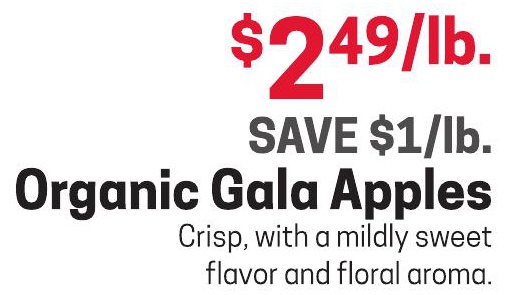 $2 49/lb.
SAVE $1/lb.
Organic Gala Apples
Crisp, with a mildly sweet
flavor and floral aroma.